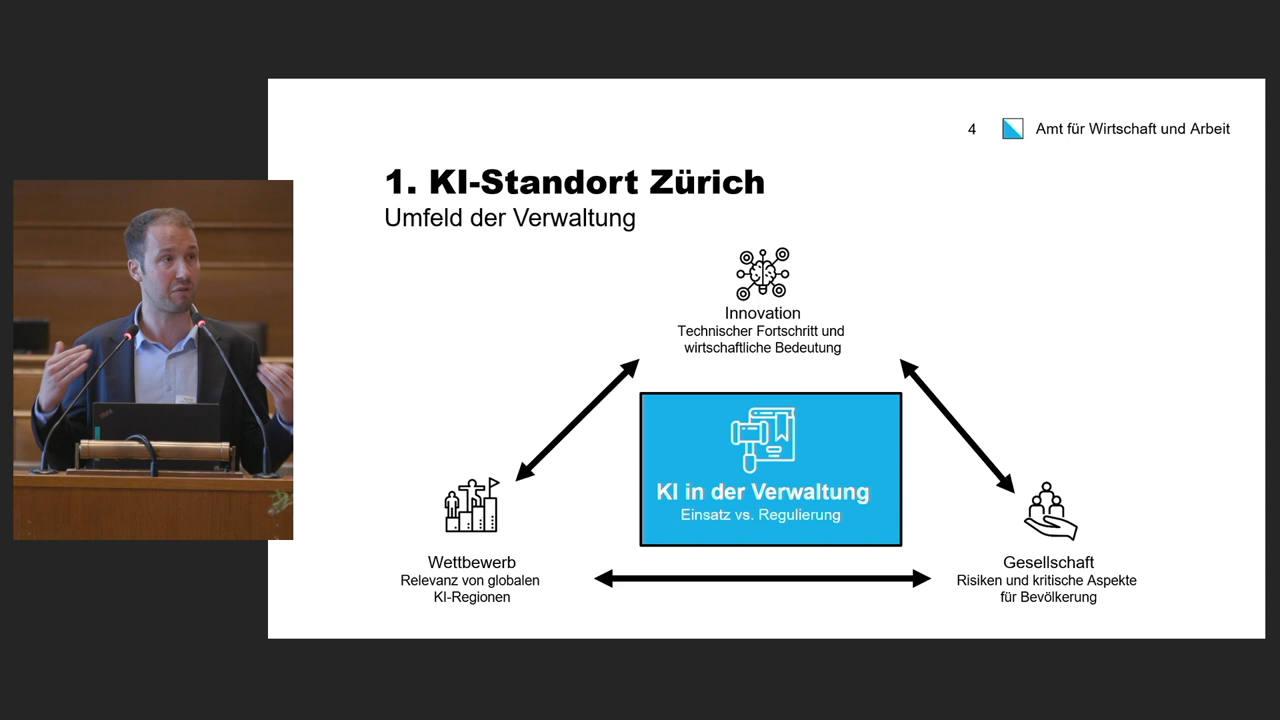 4
Amt für Wirtschaft und Arbeit
1. KI-Standort Zürich
Umfeld der Verwaltung
Innovation
Technischer Fortschritt und
wirtschaftliche Bedeutung
KI in der Verwaltung
Einsatz vs. Regulierung
Wettbewerb
Relevanz von globalen
KI-Regionen
Gesellschaft
Risiken und kritische Aspekte
für Bevölkerung